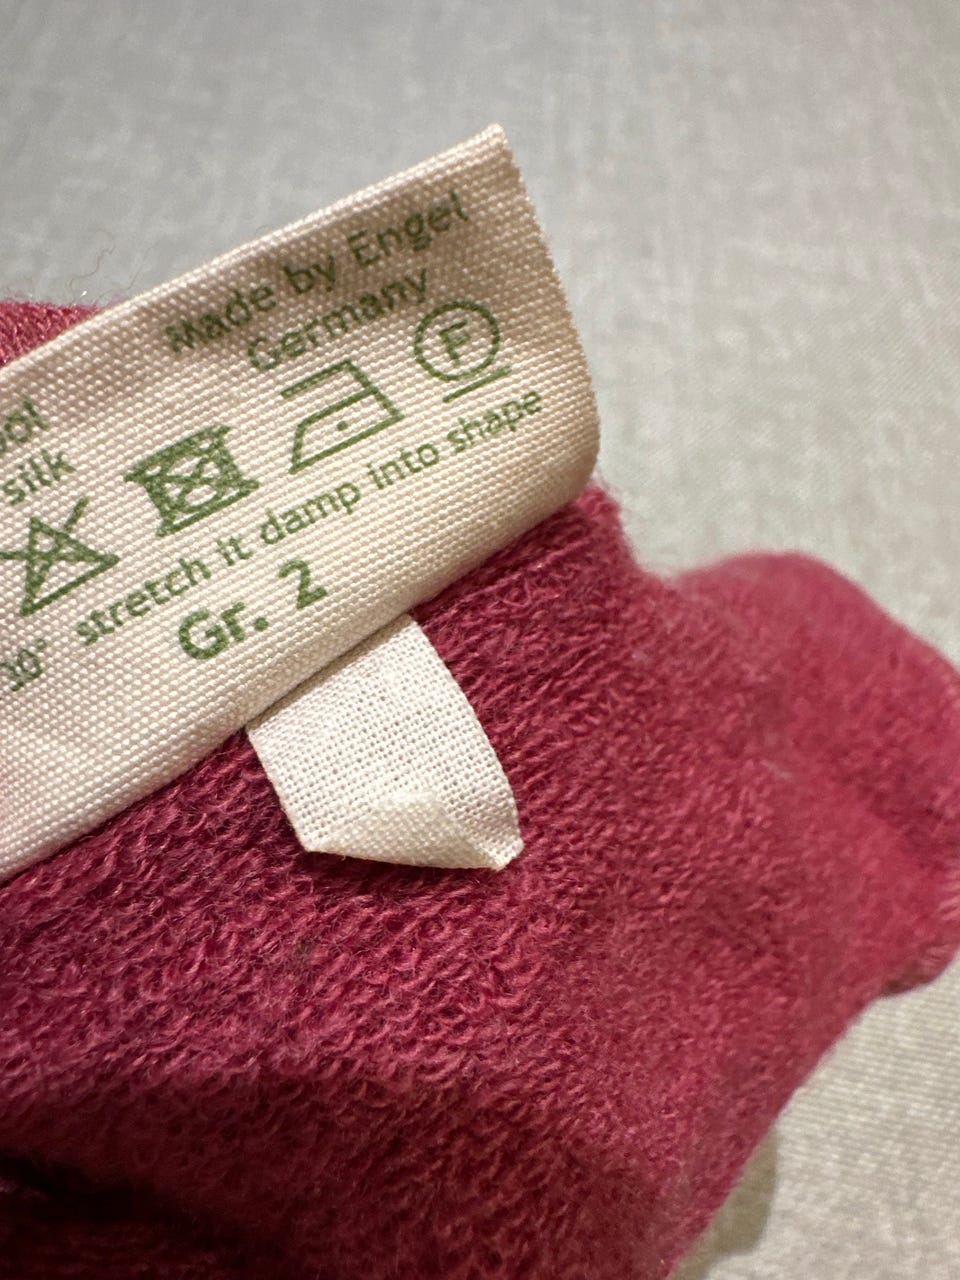 Made by Engel
Germany
silk
F
stretch it damp into shape
Gr. 2